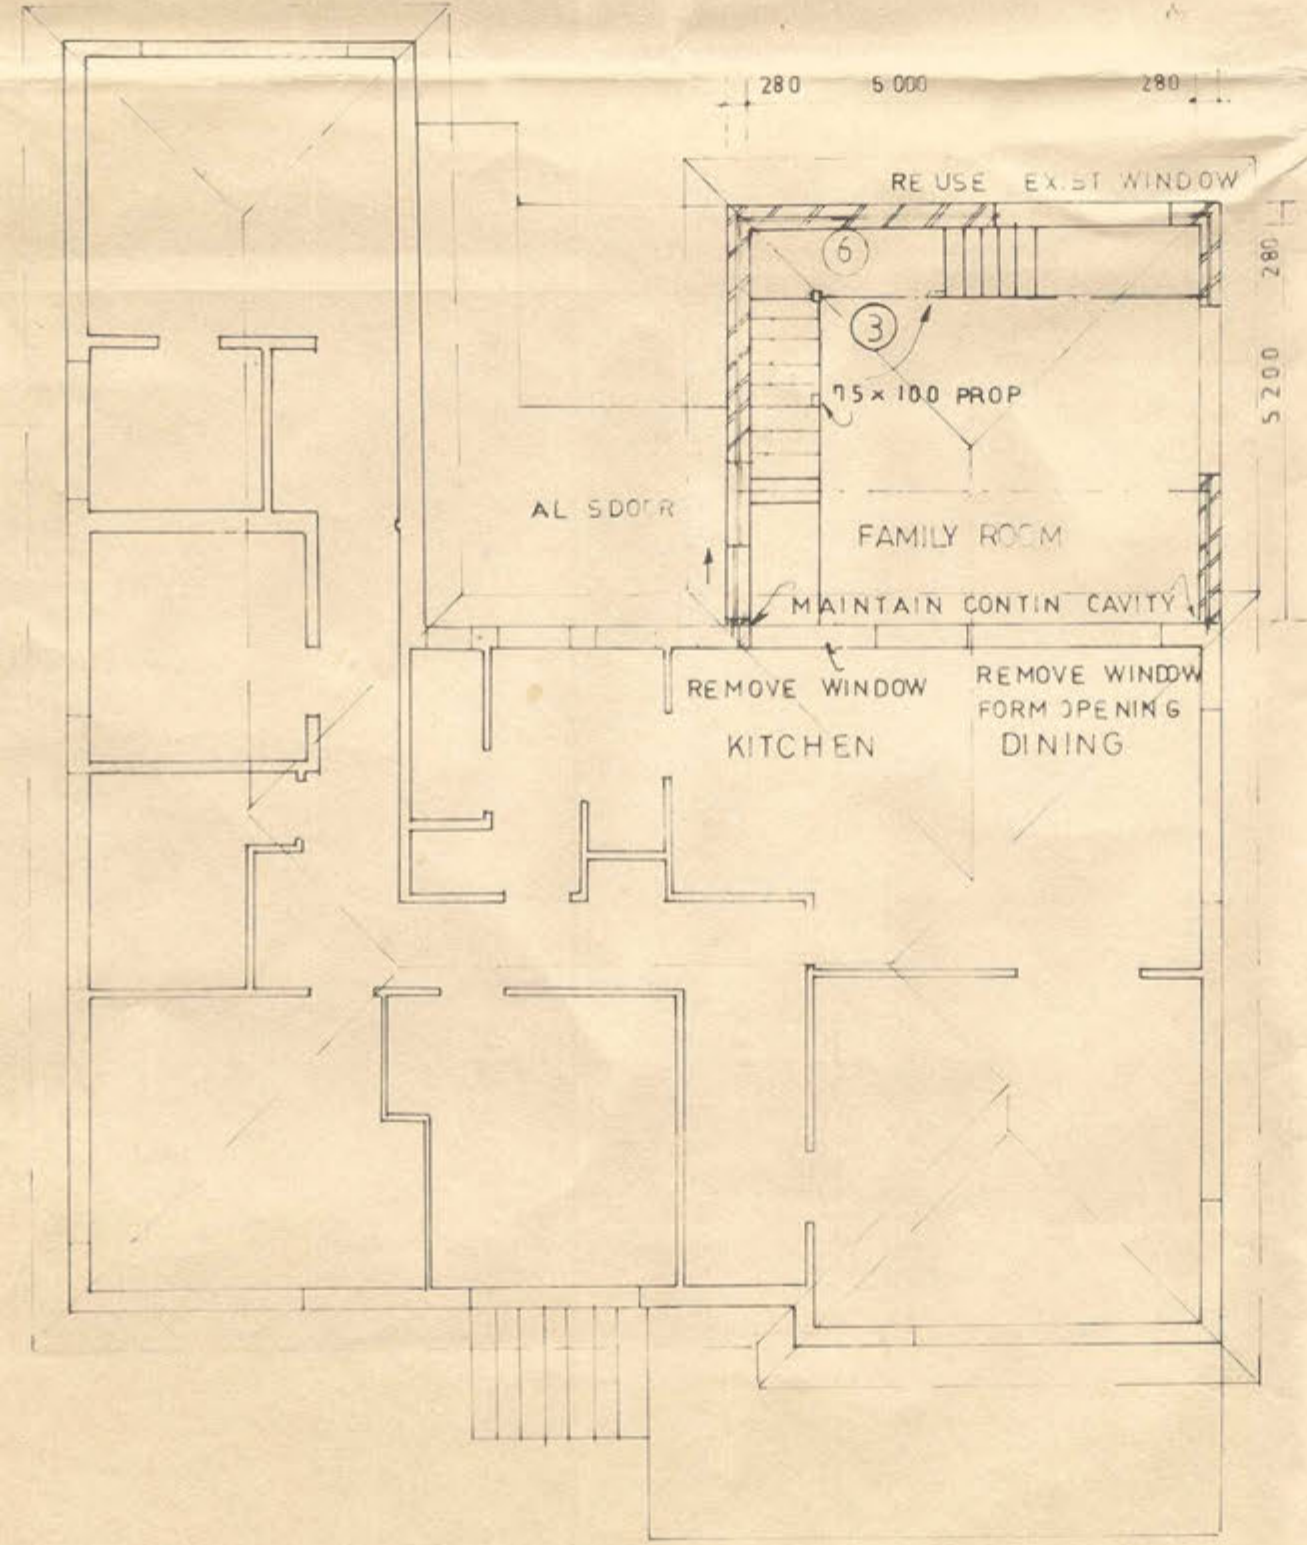 280 5 000 280
RE USE EXIST WINDOW
280
6
3
5 200
75 x 100 PROP
AL S DOOR
FAMILY ROOM
MAINTAIN CONTIN CAVITY
REMOVE WINDOW
REMOVE WINDOW
FORM OPENING
KITCHEN
DINING